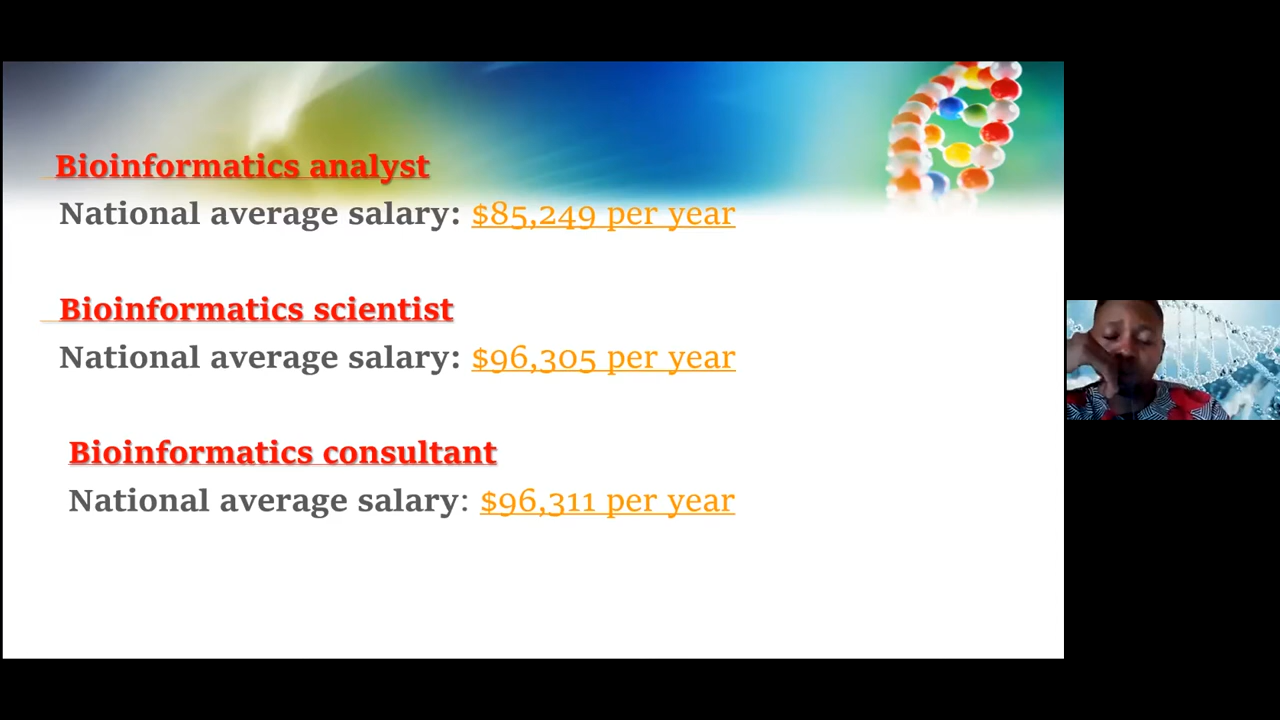 Bioinformatics analyst
National average salary: $85,249 per year
Bioinformatics scientist
National average salary: $96,305 per year
Bioinformatics consultant
National average salary: $96,311 per year